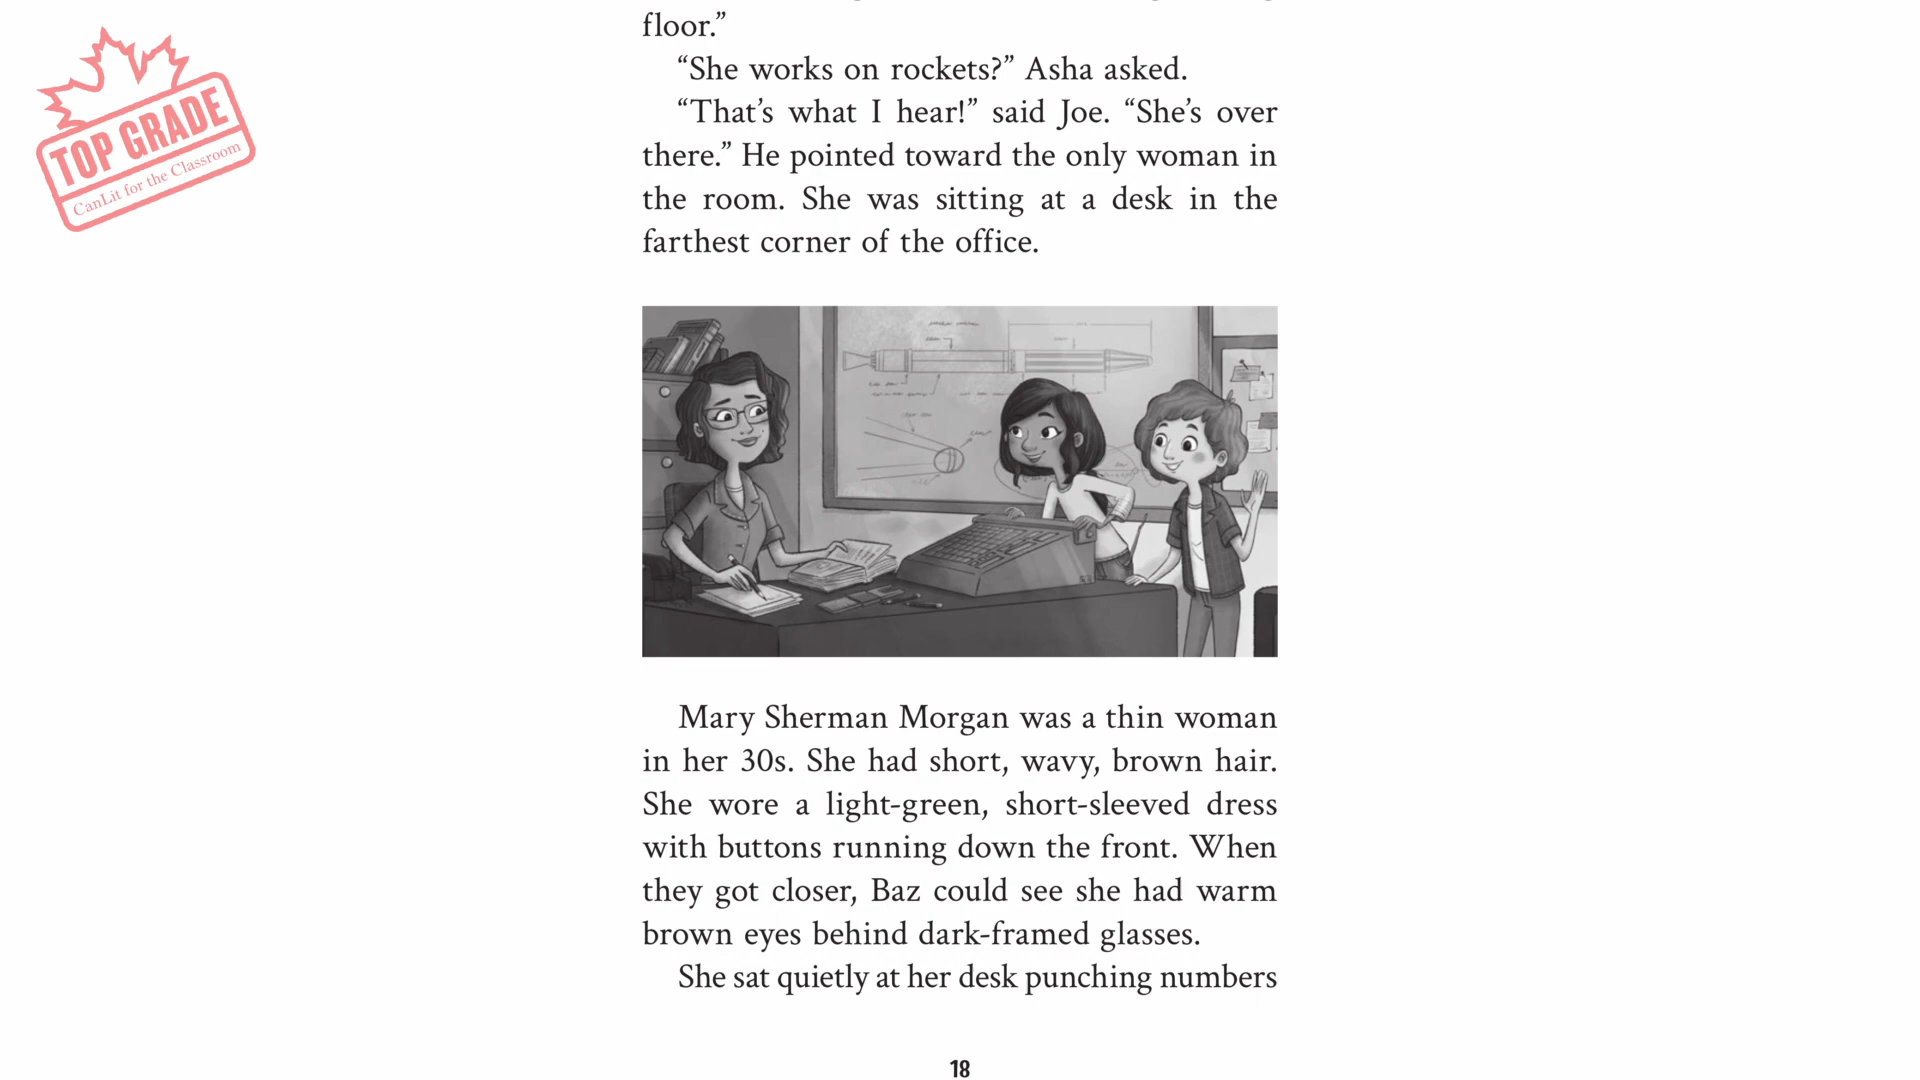 floor.”
“She works on rockets?” Asha asked.
“That’s what I hear!” said Joe. “She’s over
there.” He pointed toward the only woman in
the room. She was sitting at a desk in the
farthest corner of the office.
Mary Sherman Morgan was a thin woman
in her 30s. She had short, wavy, brown hair.
She wore a light-green, short-sleeved dress
with buttons running down the front. When
they got closer, Baz could see she had warm
brown eyes behind dark-framed glasses.
She sat quietly at her desk punching numbers
18
TOP GRADE
CanLit for the Classroom